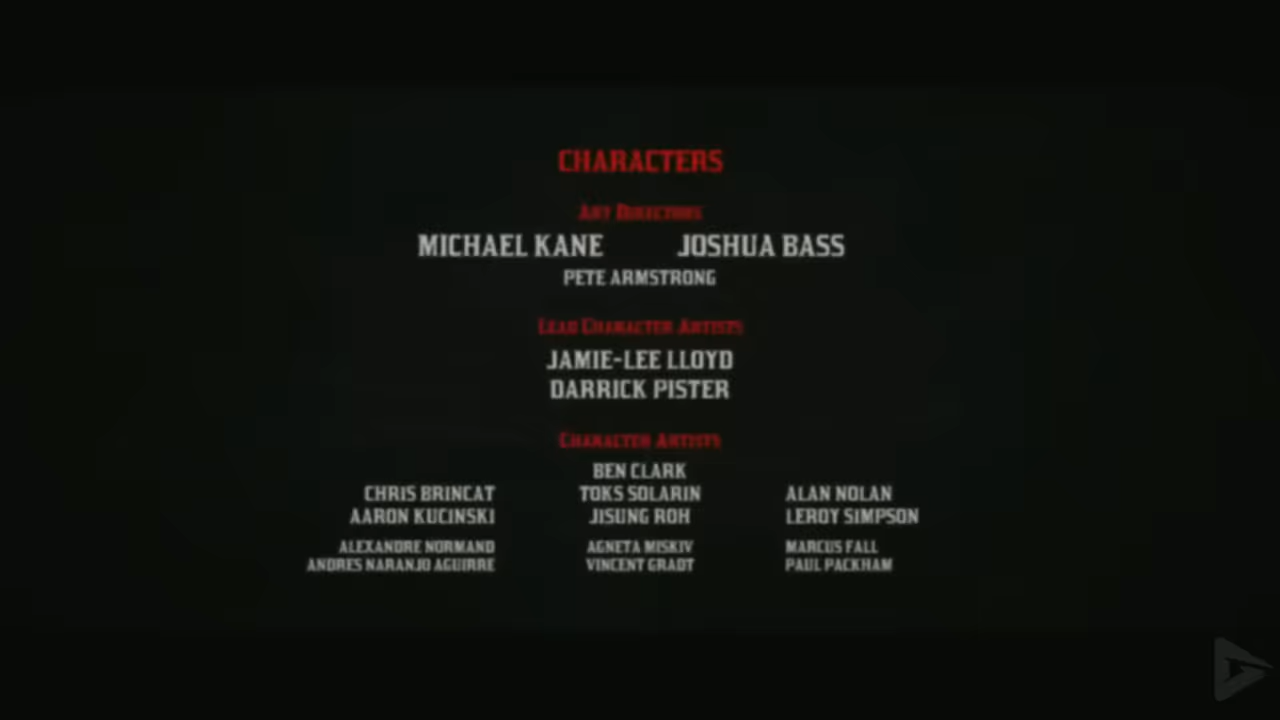 CHARACTERS
ART DIRECTORS
MICHAEL KANE JOSHUA BASS
PETE ARMSTRONG
LEAD CHARACTER ARTISTS
JAMIE-LEE LLOYD
DARRICK PISTER
CHARACTER ARTISTS
BEN CLARK
CHRIS BRINCAT TOKS SOLARIN ALAN NOLAN
AARON KUCINSKI JISUNG ROH LEROY SIMPSON
ALEXANDRE NORMAND AGNETA MISKIV MARCUS FALL
ANDRES NARANJO AGUIRRE VINCENT GRADT PAUL PACKHAM